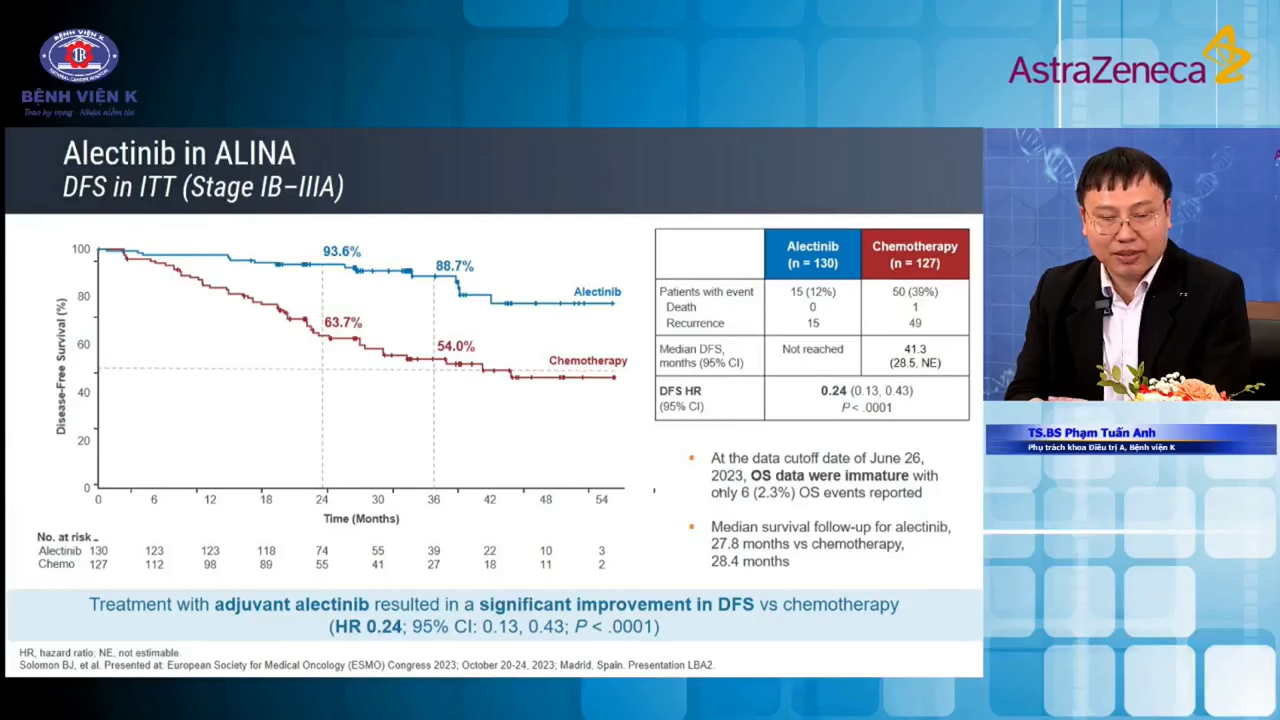 BỆNH VIỆN K
BỆNH VIỆN K
Trao hy vọng - Nhận niềm tin
AstraZeneca
Alectinib in ALINA
DFS in ITT (Stage IB–IIIA)
Disease-Free Survival (%)
100
80
60
40
20
0
93.6%
88.7%
Alectinib
63.7%
54.0%
Chemotherapy
0 6 12 18 24 30 36 42 48 54
Time (Months)
No. at risk
Alectinib 130 123 123 118 74 55 39 22 10 3
Chemo 127 112 98 89 55 41 27 18 11 2
Alectinib Chemotherapy
(n = 130) (n = 127)
Patients with event 15 (12%) 50 (39%)
Death 0 1
Recurrence 15 49
Median DFS, Not reached 41.3
months (95% CI) (28.5, NE)
DFS HR 0.24 (0.13, 0.43)
(95% CI) P < .0001
▪ At the data cutoff date of June 26,
2023, OS data were immature with
only 6 (2.3%) OS events reported
▪ Median survival follow-up for alectinib,
27.8 months vs chemotherapy,
28.4 months
Treatment with adjuvant alectinib resulted in a significant improvement in DFS vs chemotherapy
(HR 0.24; 95% CI: 0.13, 0.43; P < .0001)
HR, hazard ratio; NE, not estimable.
Solomon BJ, et al. Presented at: European Society for Medical Oncology (ESMO) Congress 2023; October 20-24, 2023; Madrid, Spain. Presentation LBA2.
TS.BS Phạm Tuấn Anh
Phụ trách khoa Điều trị A, Bệnh viện K